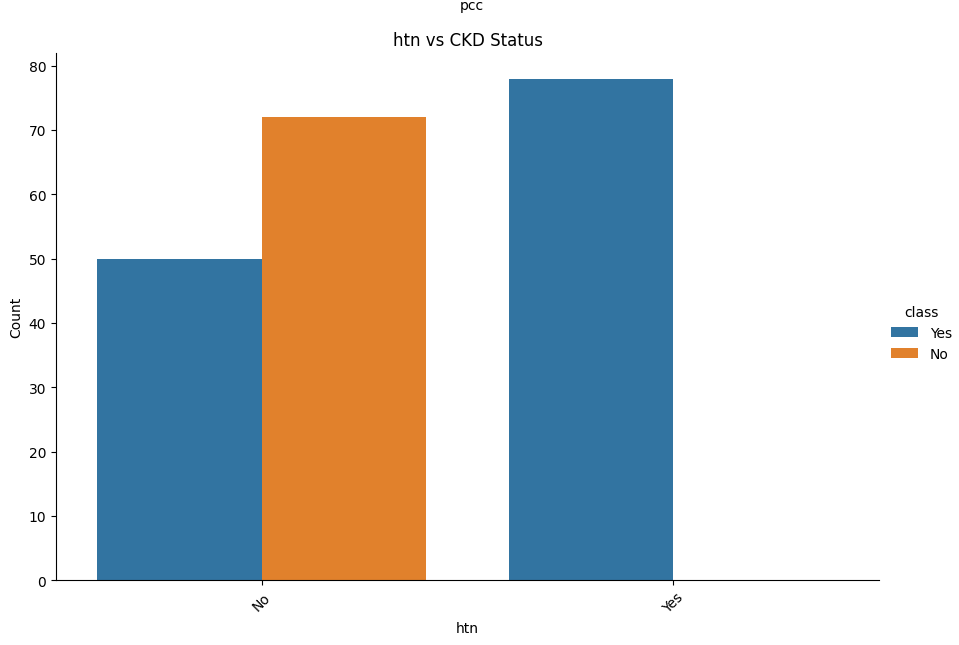 pcc
htn vs CKD Status
80
70
60
50
40
30
20
10
0
Count
No
Yes
htn
class
Yes
No